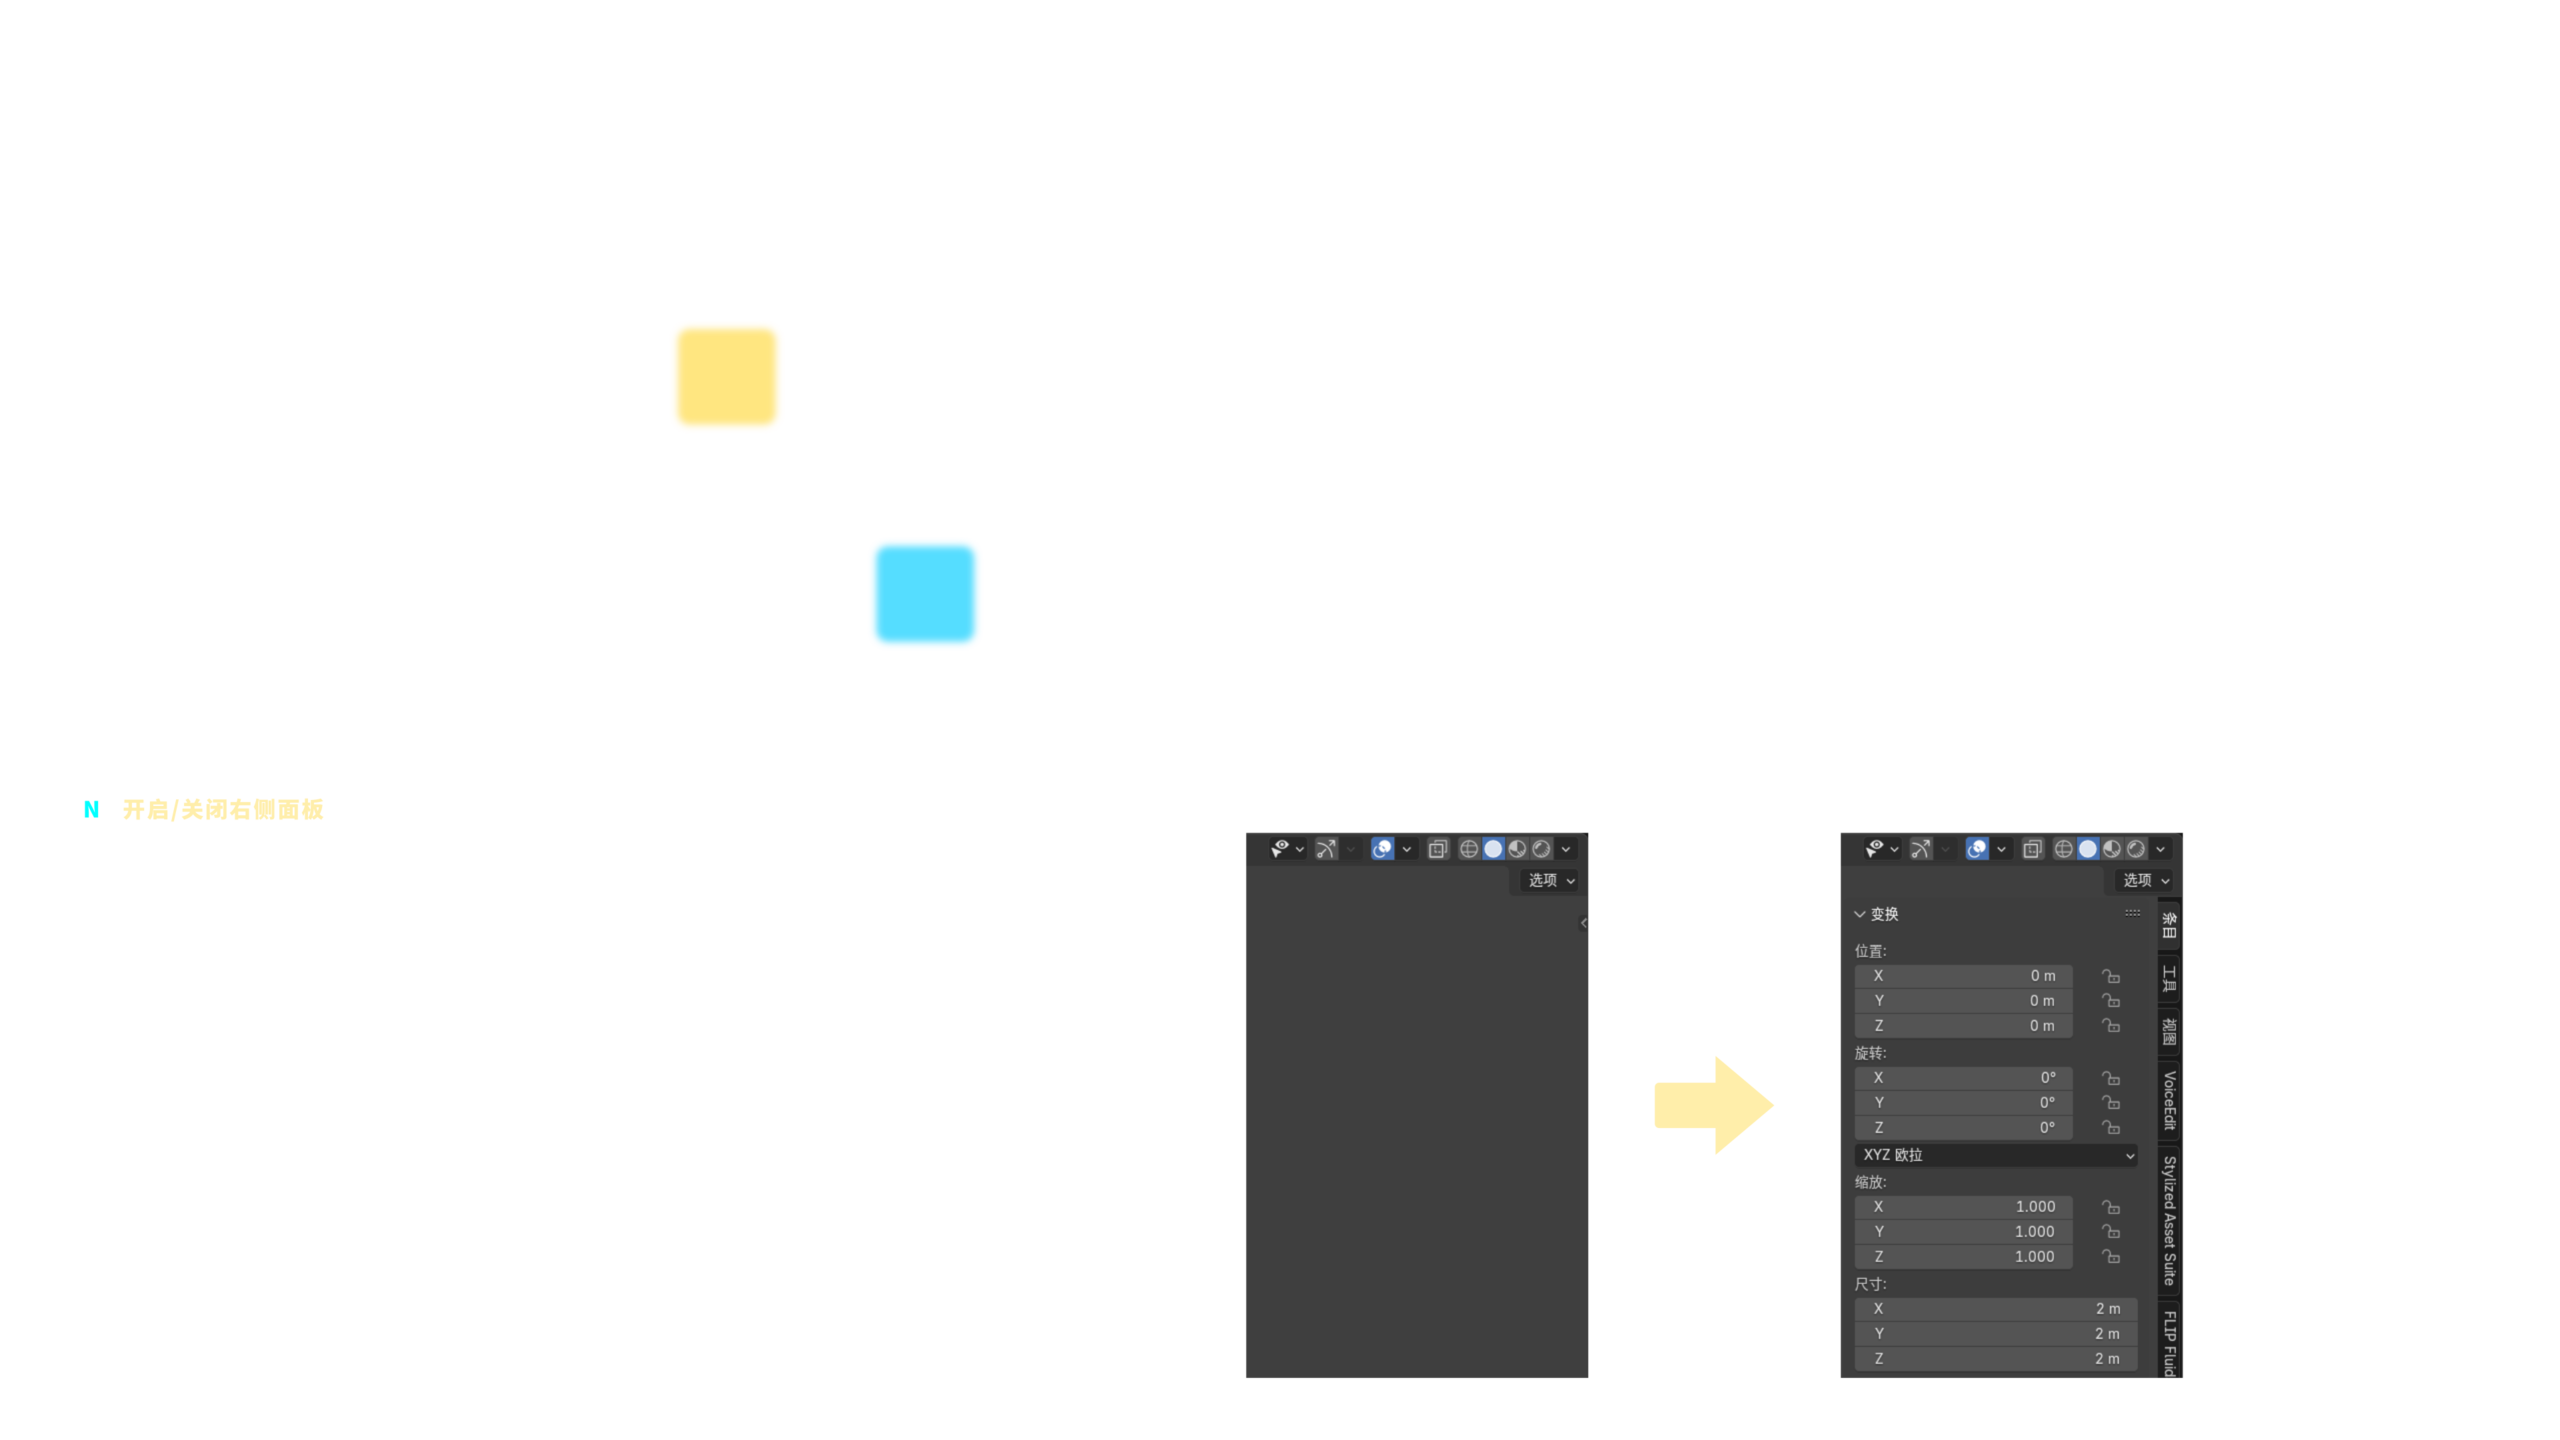 N 开启/关闭右侧面板
选项
选项
变换
位置:
X 0 m
Y 0 m
Z 0 m
旋转:
X 0°
Y 0°
Z 0°
XYZ 欧拉
缩放:
X 1.000
Y 1.000
Z 1.000
尺寸:
X 2 m
Y 2 m
Z 2 m
条目
工具
视图
VoiceEdit
Stylized Asset Suite
FLIP Fluid